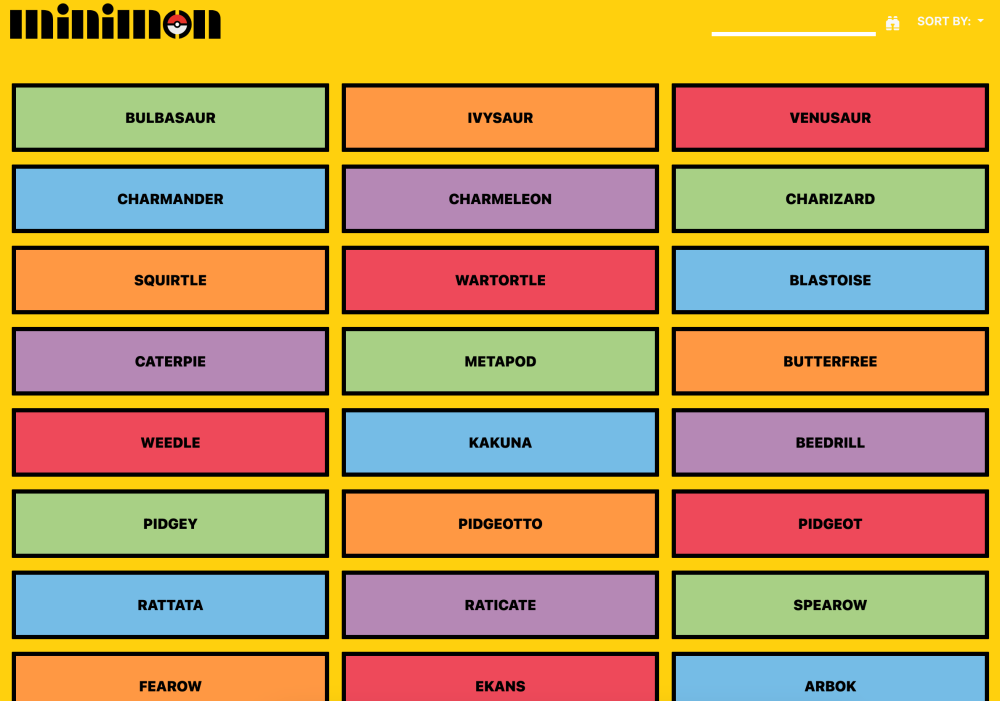 minimon
SORT BY:
BULBASAUR
IVYSAUR
VENUSAUR
CHARMANDER
CHARMELEON
CHARIZARD
SQUIRTLE
WARTORTLE
BLASTOISE
CATERPIE
METAPOD
BUTTERFREE
WEEDLE
KAKUNA
BEEDRILL
PIDGEY
PIDGEOTTO
PIDGEOT
RATTATA
RATICATE
SPEAROW
FEAROW
EKANS
ARBOK